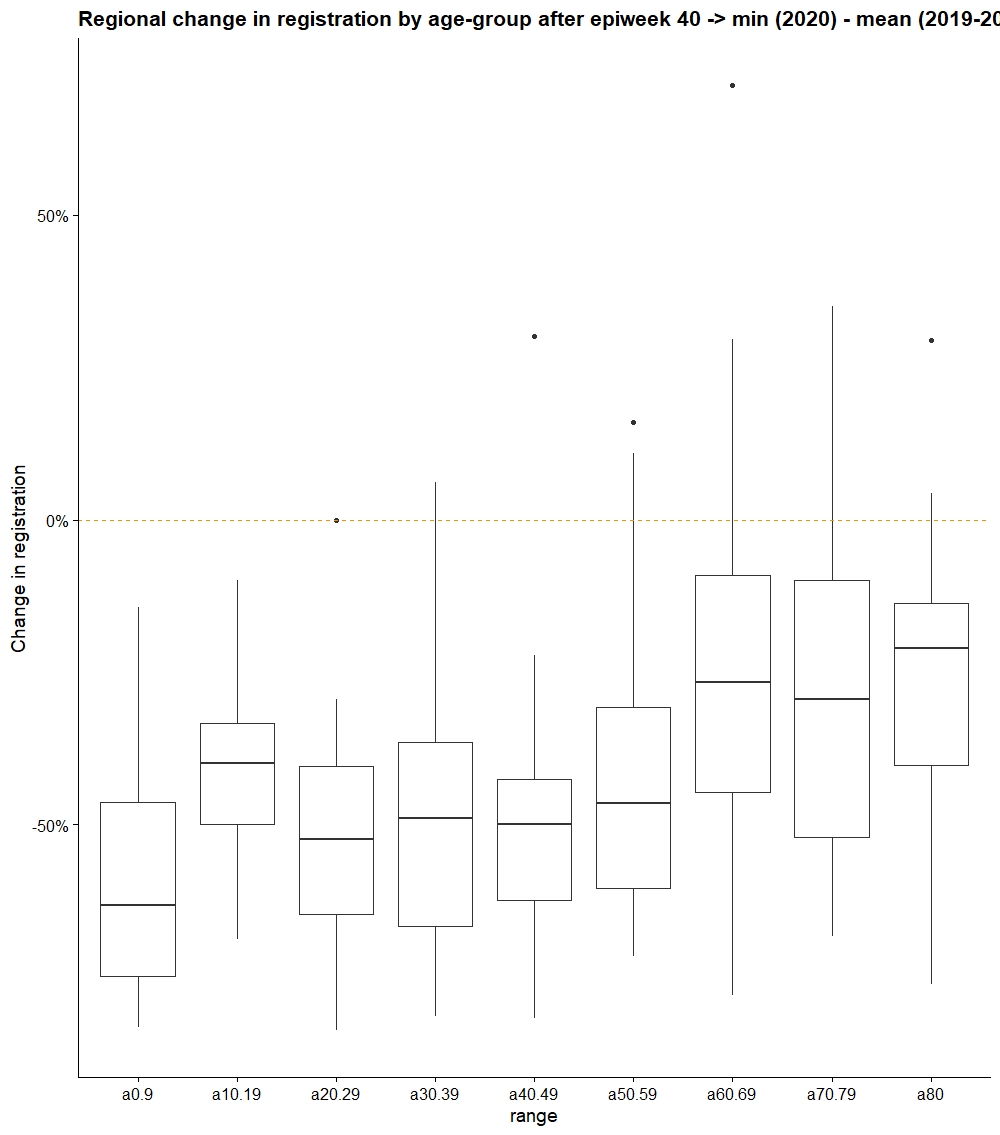 Regional change in registration by age-group after epiweek 40 -> min (2020) - mean (2019-20
Change in registration
50%
0%
-50%
a0.9 a10.19 a20.29 a30.39 a40.49 a50.59 a60.69 a70.79 a80
range